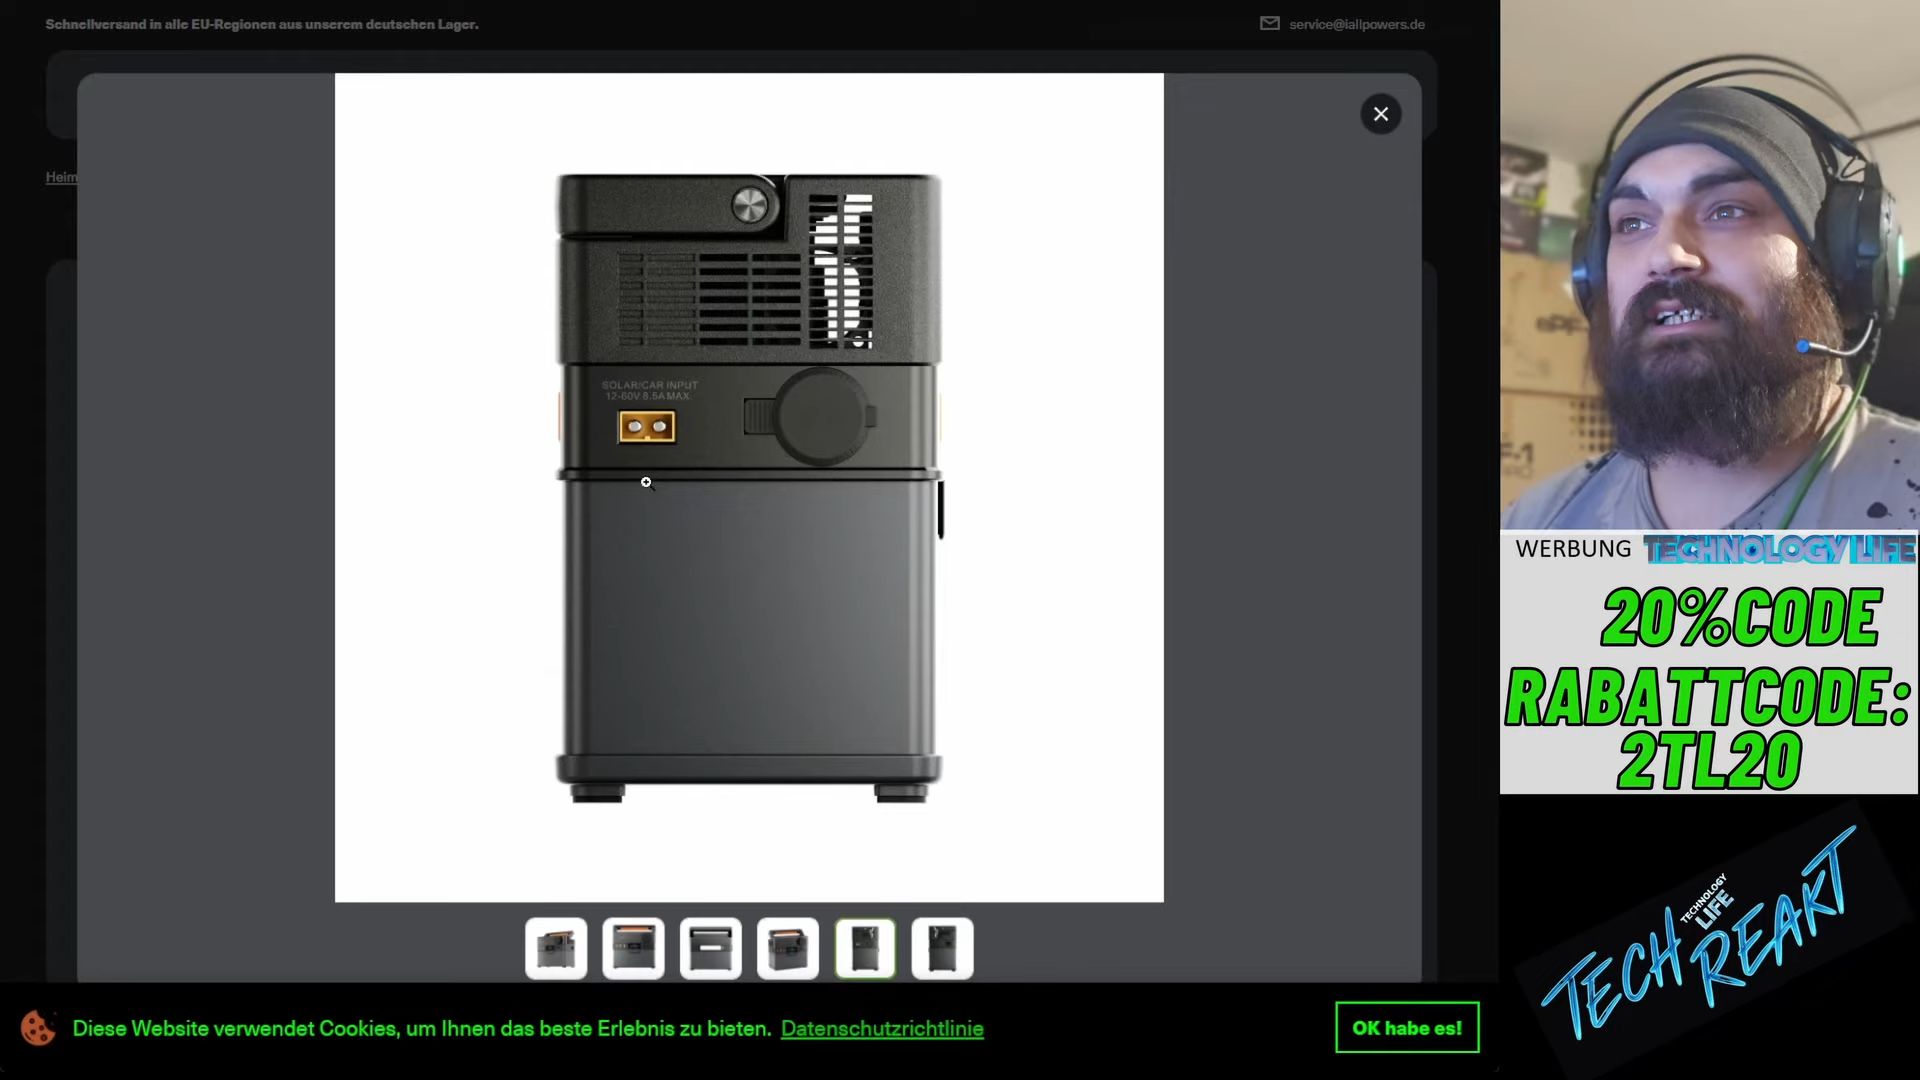 Schnellversand in alle EU-Regionen aus unserem deutschen Lager.
service@iallpowers.de
Heim
SOLAR/CAR INPUT
12-60V 8.5A MAX.
WERBUNG TECHNOLOGY LIFE
20%CODE
RABATTCODE:
2TL20
TECHNOLOGY
LIFE
TECH
REAKT
Diese Website verwendet Cookies, um Ihnen das beste Erlebnis zu bieten. Datenschutzrichtlinie
OK habe es!